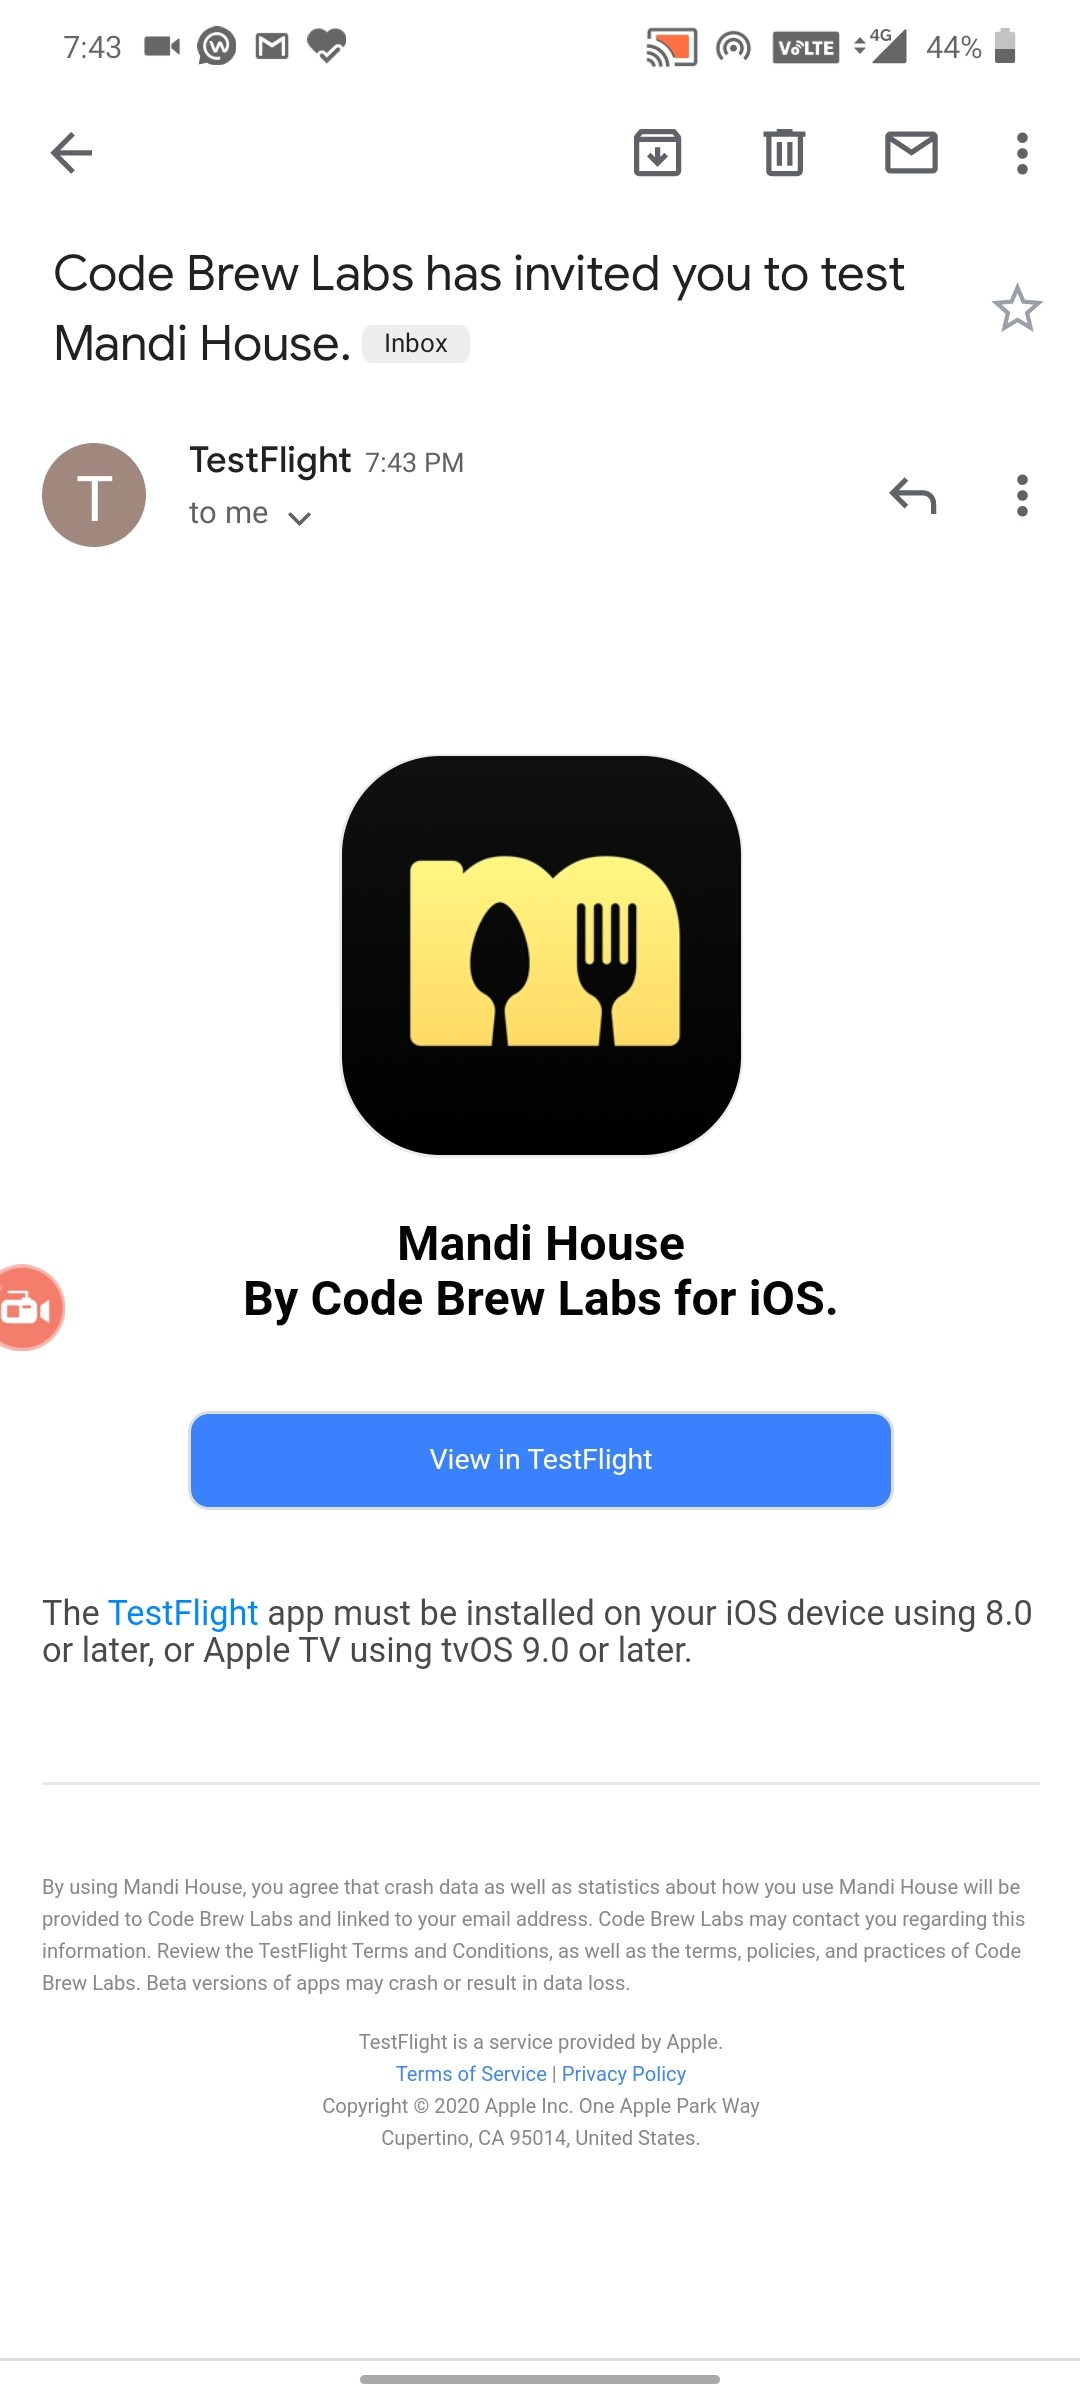 7:43
VoLTE
4G
44%
Code Brew Labs has invited you to test
Mandi House. Inbox
T
TestFlight 7:43 PM
to me
Mandi House
By Code Brew Labs for iOS.
View in TestFlight
The TestFlight app must be installed on your iOS device using 8.0
or later, or Apple TV using tvOS 9.0 or later.
By using Mandi House, you agree that crash data as well as statistics about how you use Mandi House will be
provided to Code Brew Labs and linked to your email address. Code Brew Labs may contact you regarding this
information. Review the TestFlight Terms and Conditions, as well as the terms, policies, and practices of Code
Brew Labs. Beta versions of apps may crash or result in data loss.
TestFlight is a service provided by Apple.
Terms of Service | Privacy Policy
Copyright © 2020 Apple Inc. One Apple Park Way
Cupertino, CA 95014, United States.